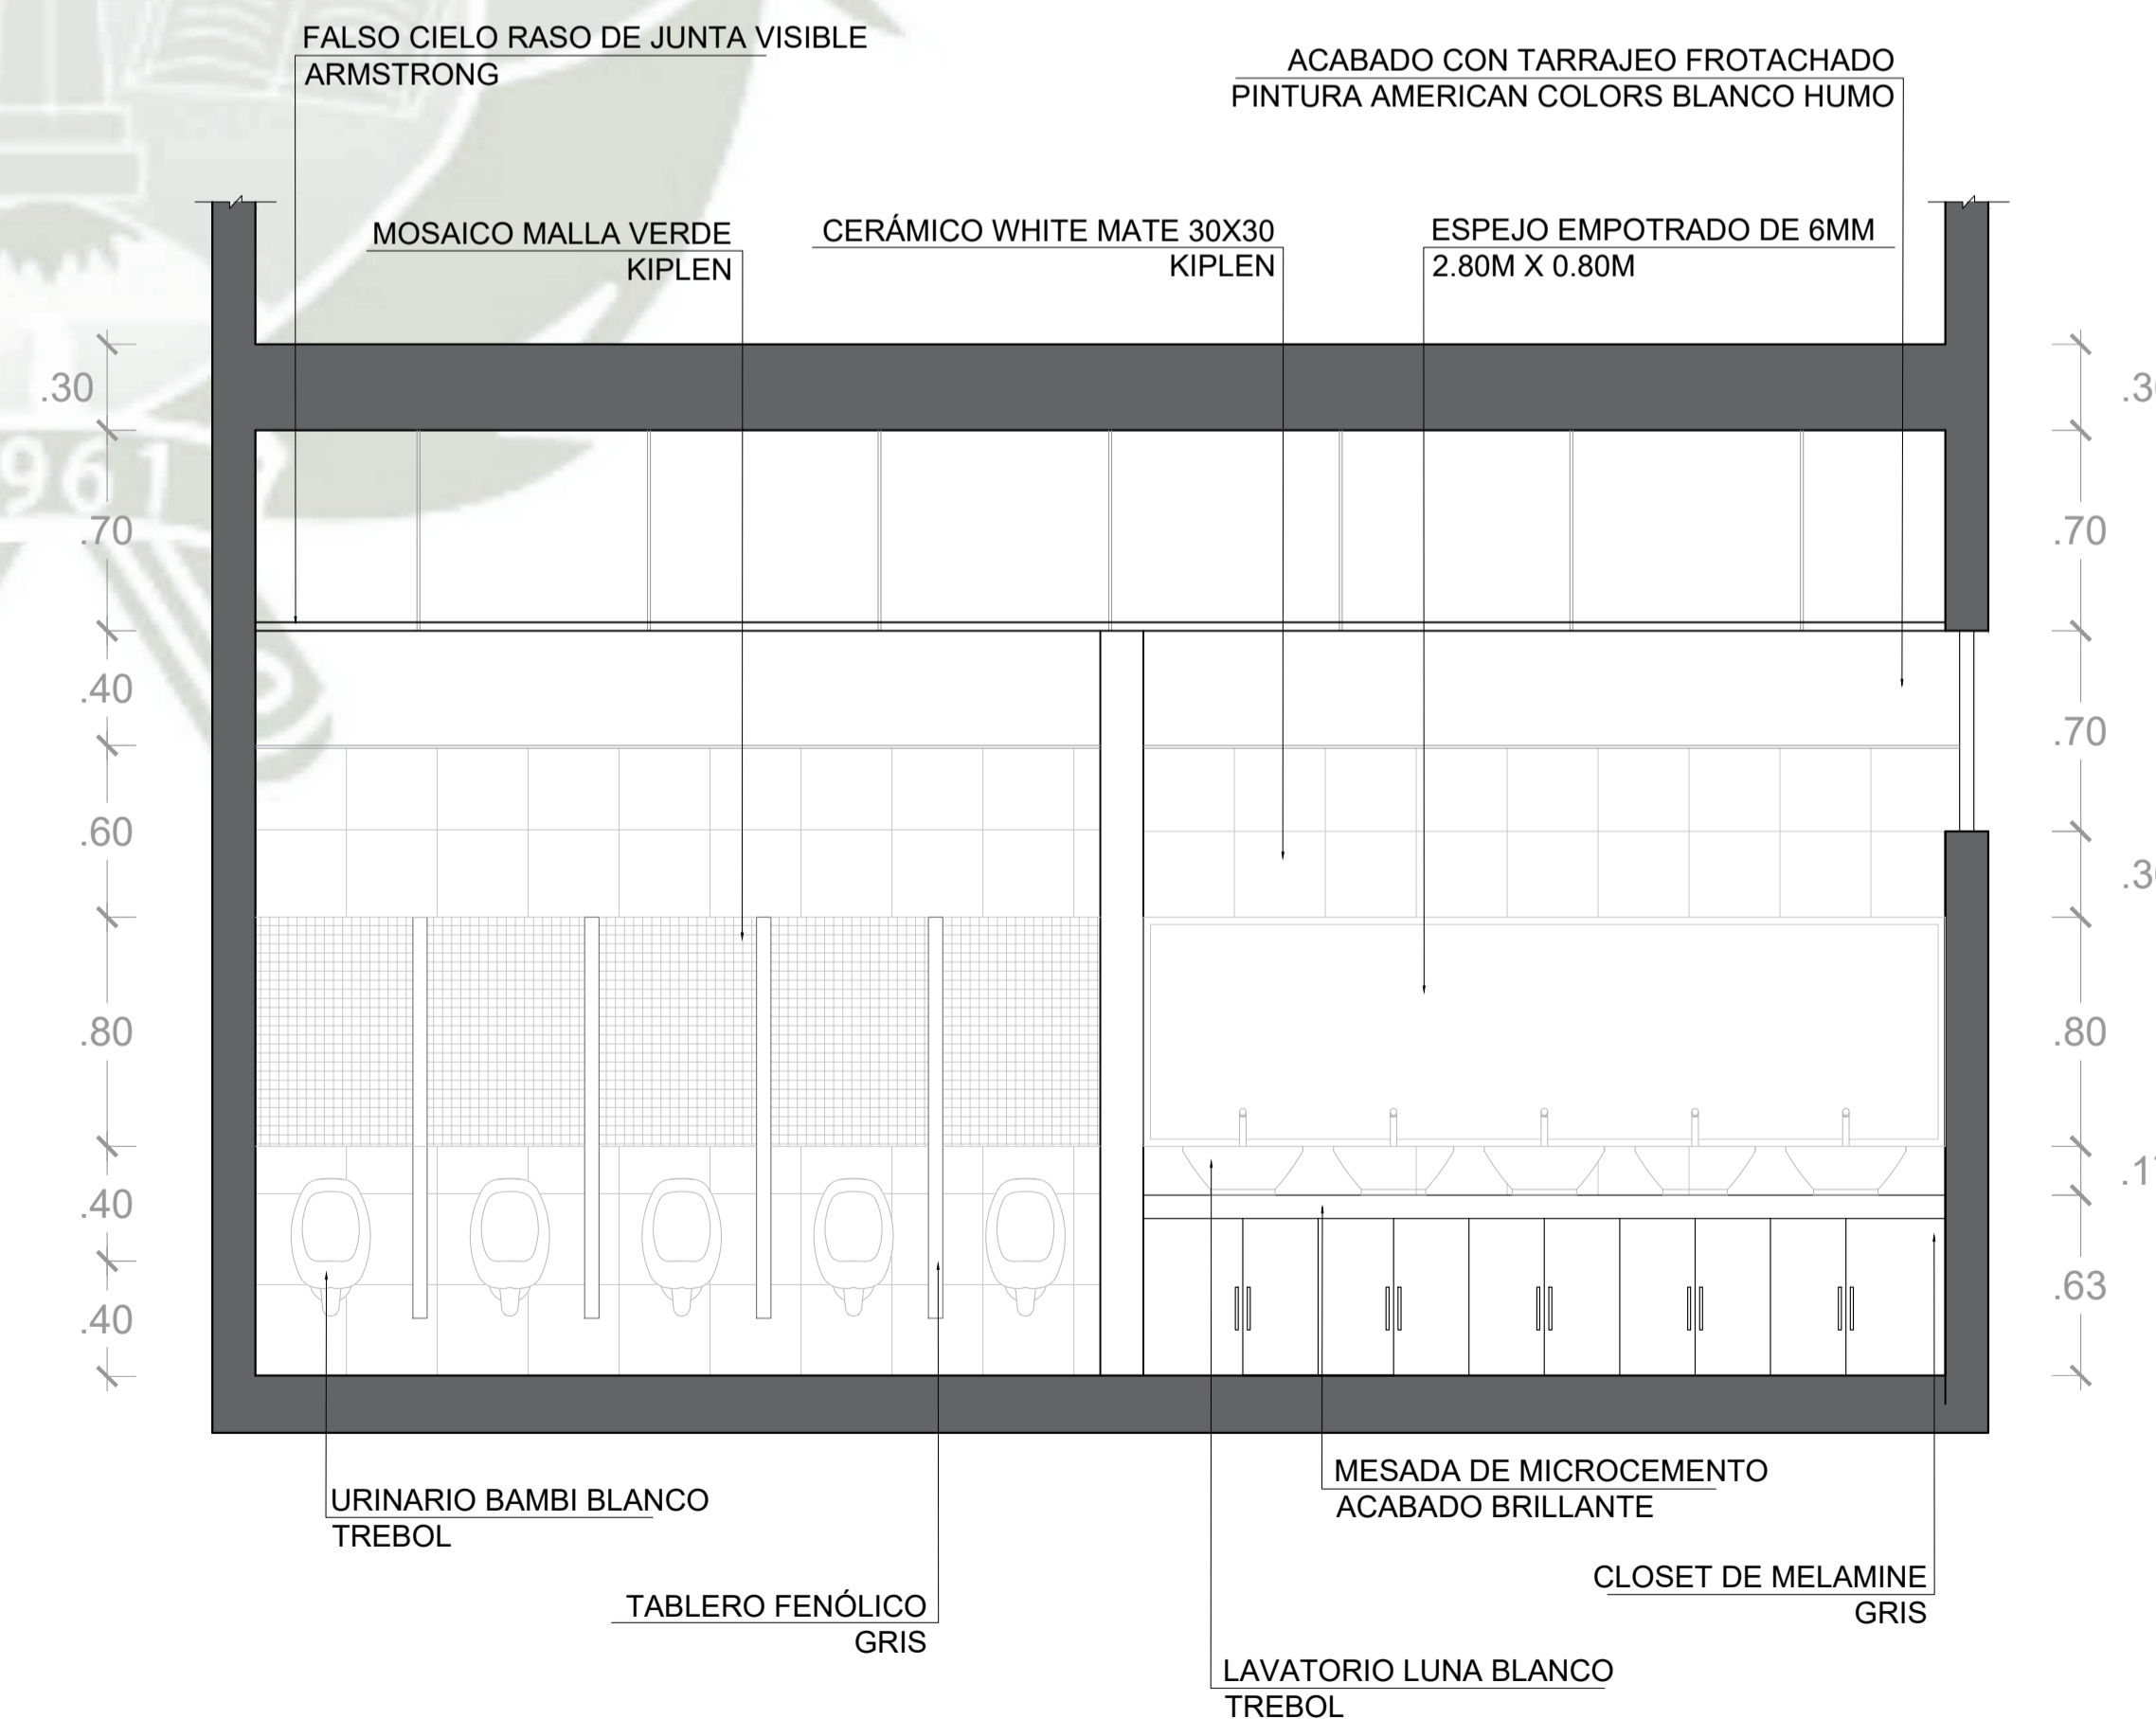 FALSO CIELO RASO DE JUNTA VISIBLE
ARMSTRONG
ACABADO CON TARRAJEO FROTACHADO
PINTURA AMERICAN COLORS BLANCO HUMO
MOSAICO MALLA VERDE
KIPLEN
CERÁMICO WHITE MATE 30X30
KIPLEN
ESPEJO EMPOTRADO DE 6MM
2.80M X 0.80M
.30
.70
.40
.60
.80
.40
.40
961
.70
.70
.80
.63
URINARIO BAMBI BLANCO
TREBOL
TABLERO FENÓLICO
GRIS
MESADA DE MICROCEMENTO
ACABADO BRILLANTE
CLOSET DE MELAMINE
GRIS
LAVATORIO LUNA BLANCO
TREBOL